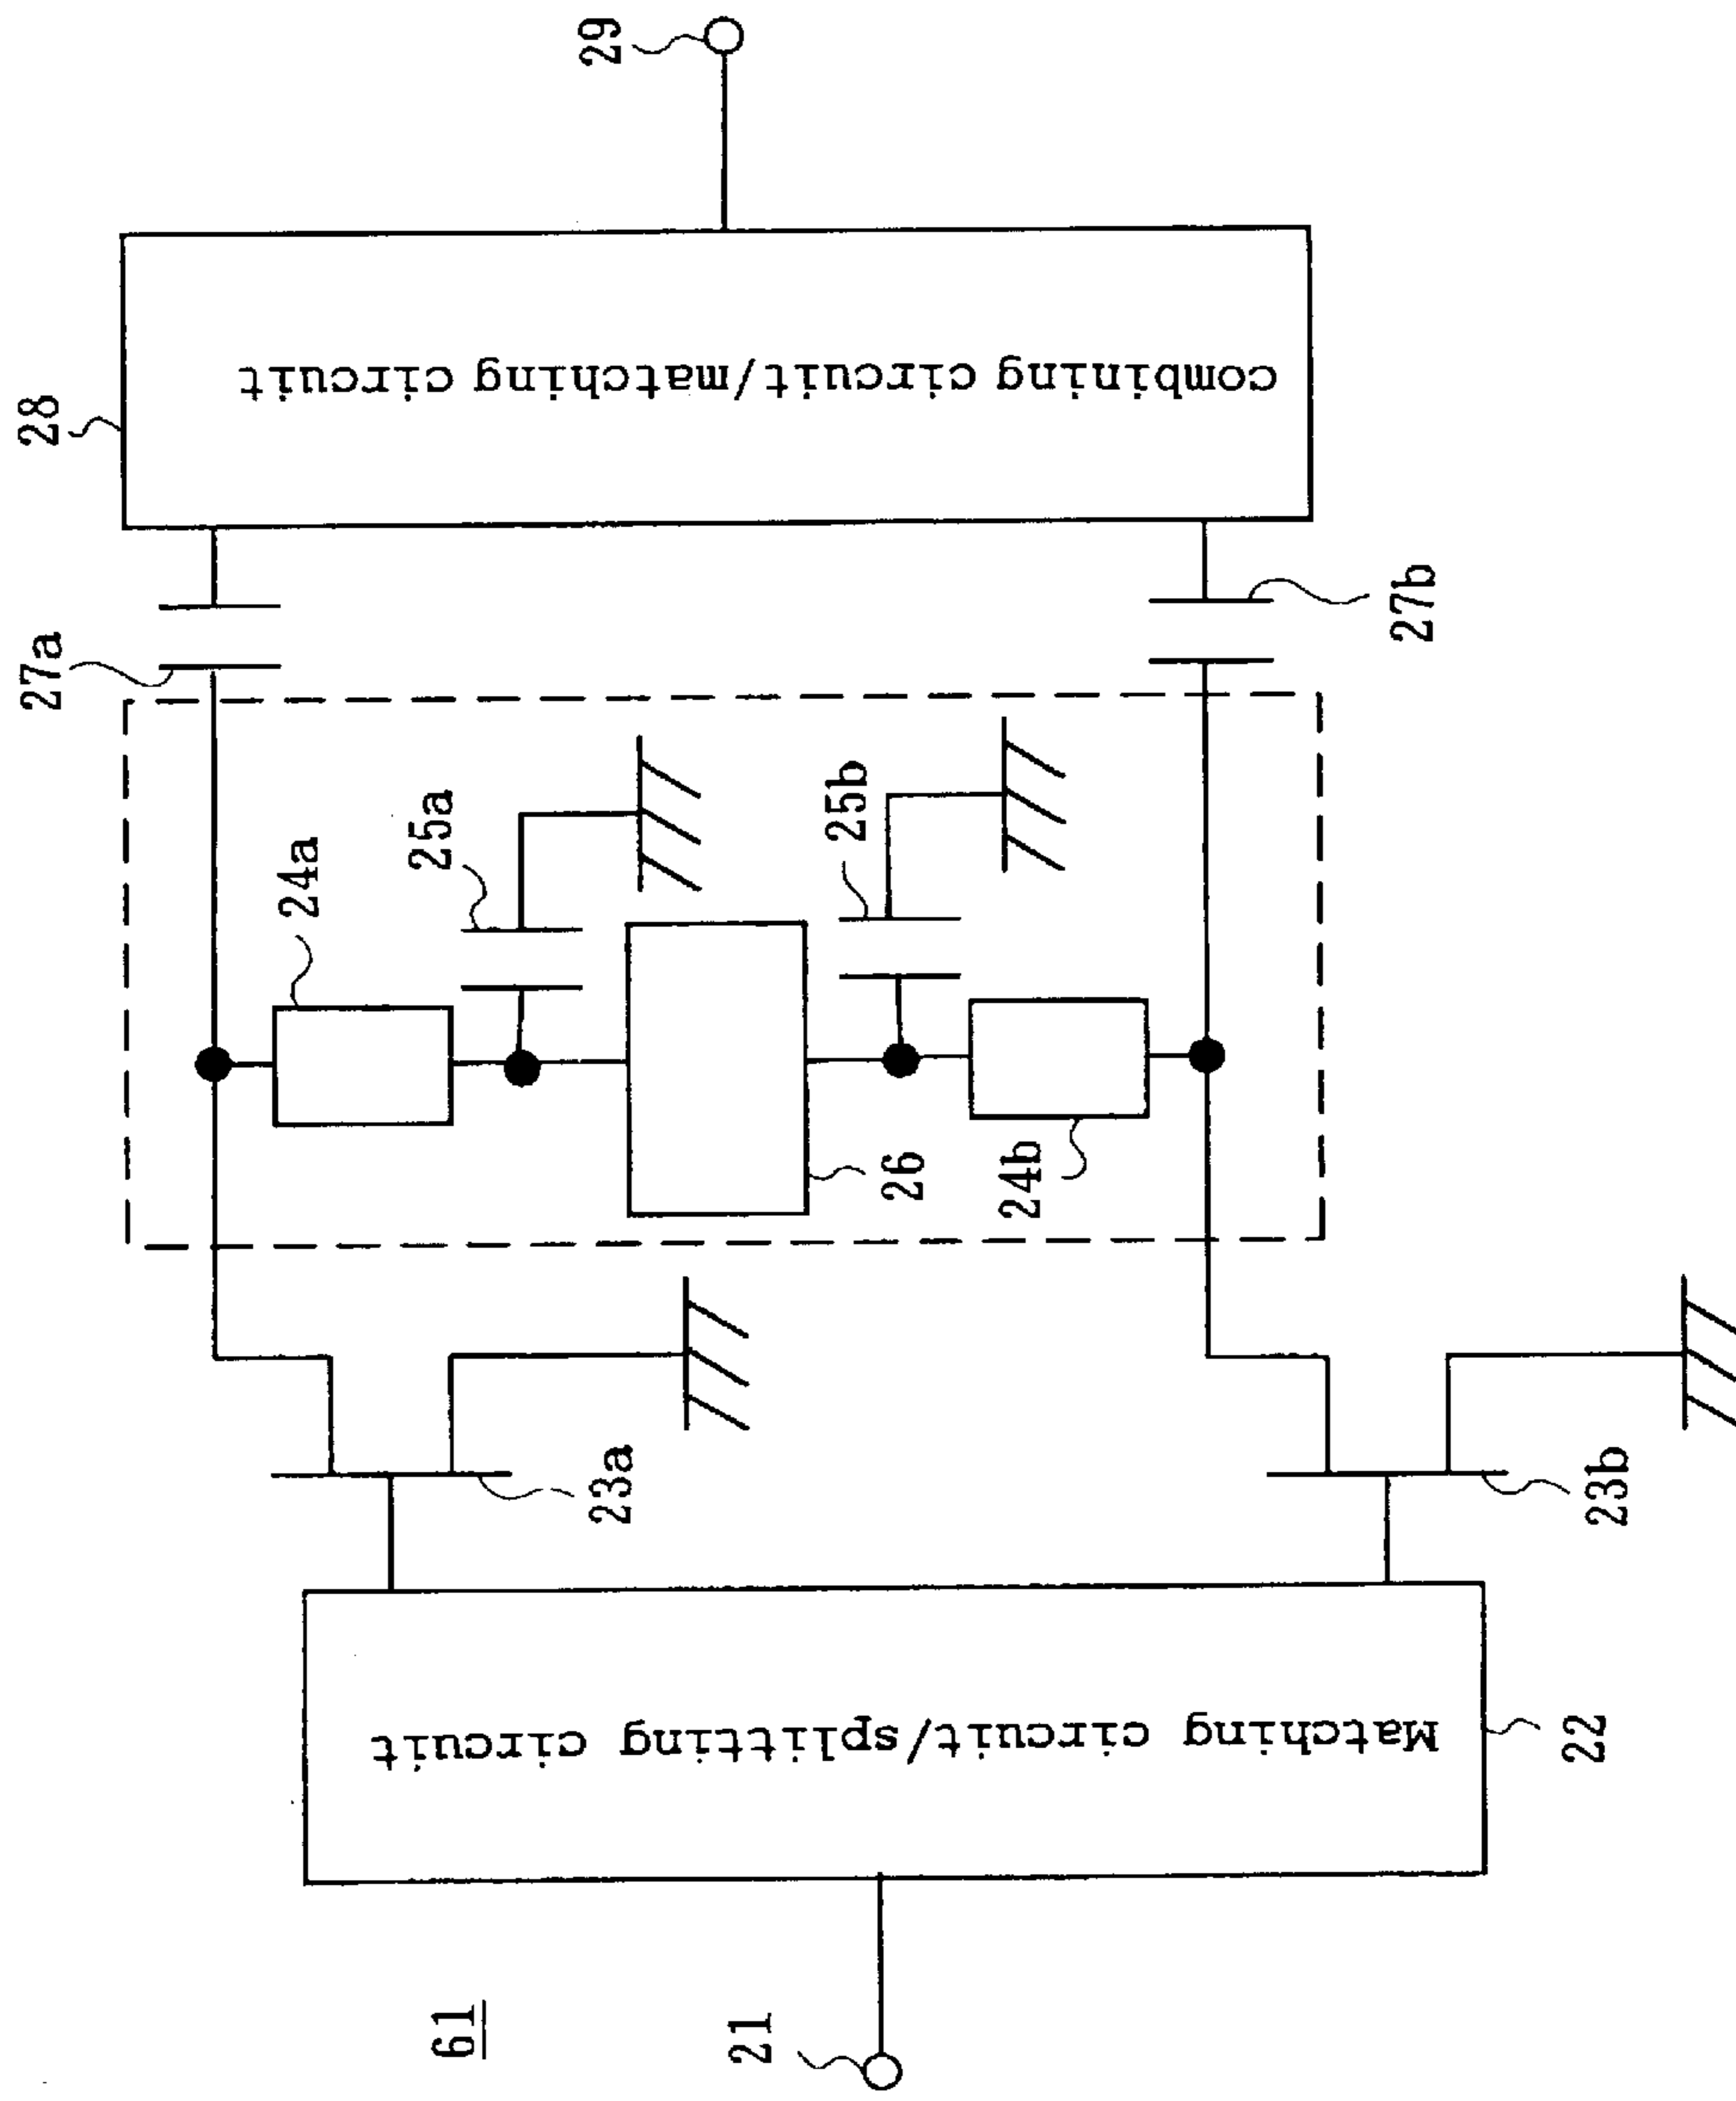 61
21
Matching circuit/splitting circuit
22
23a
23b
24a
25a
26
25b
24b
27a
27b
28
combining circuit/matching circuit
29